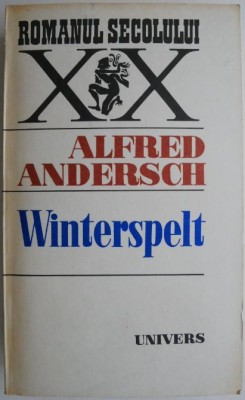 ROMANUL SECOLULUI
XX
ALFRED
ANDERSCH
Winterspelt
UNIVERS